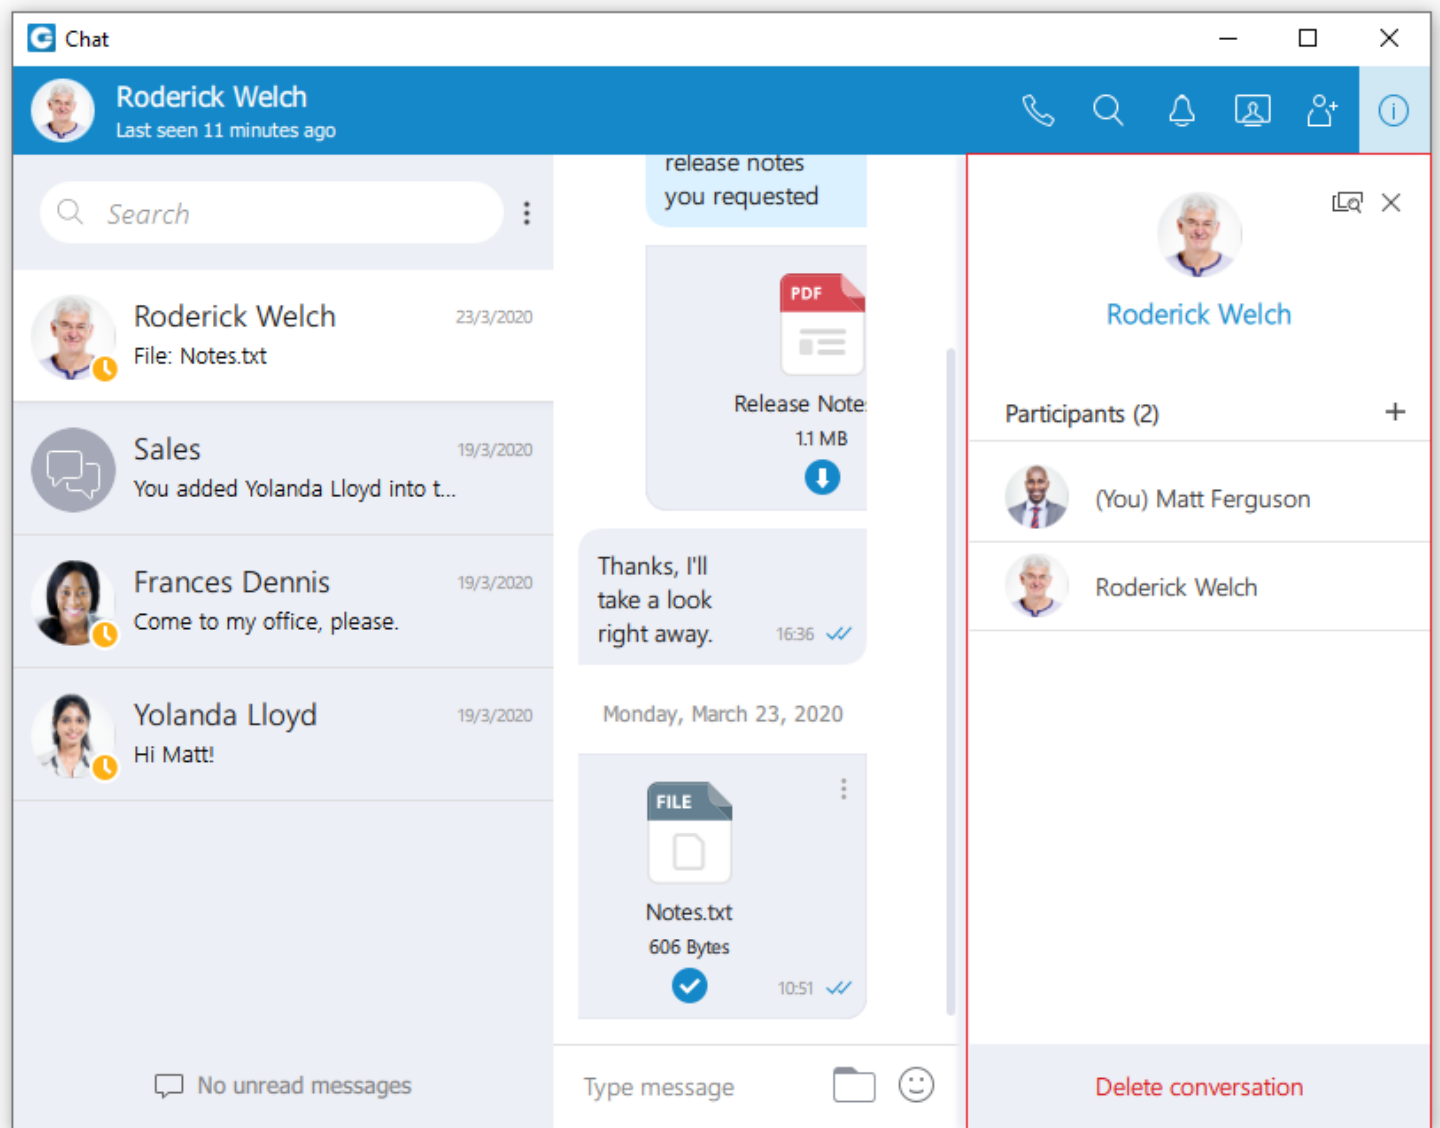 Chat
Roderick Welch
Last seen 11 minutes ago
Search
Roderick Welch
23/3/2020
File: Notes.txt
Sales
19/3/2020
You added Yolanda Lloyd into t...
Frances Dennis
19/3/2020
Come to my office, please.
Yolanda Lloyd
19/3/2020
Hi Matt!
No unread messages
release notes
you requested
PDF
Release Note
1.1 MB
Thanks, I'll
take a look
right away.
16:36
Monday, March 23, 2020
FILE
Notes.txt
606 Bytes
10:51
Type message
Roderick Welch
Participants (2)
(You) Matt Ferguson
Roderick Welch
Delete conversation